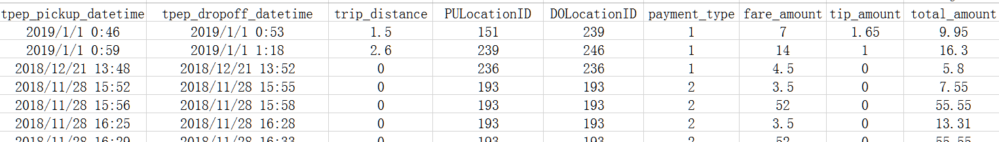 tpep_pickup_datetime tpep_dropoff_datetime trip_distance PULocationID DOLocationID payment_type fare_amount tip_amount total_amount
2019/1/1 0:46 2019/1/1 0:53 1.5 151 239 1 7 1.65 9.95
2019/1/1 0:59 2019/1/1 1:18 2.6 239 246 1 14 1 16.3
2018/12/21 13:48 2018/12/21 13:52 0 236 236 1 4.5 0 5.8
2018/11/28 15:52 2018/11/28 15:55 0 193 193 2 3.5 0 7.55
2018/11/28 15:56 2018/11/28 15:58 0 193 193 2 52 0 55.55
2018/11/28 16:25 2018/11/28 16:28 0 193 193 2 3.5 0 13.31
2018/11/28 16:29 2018/11/28 16:33 0 193 193 2 52 0 55.55